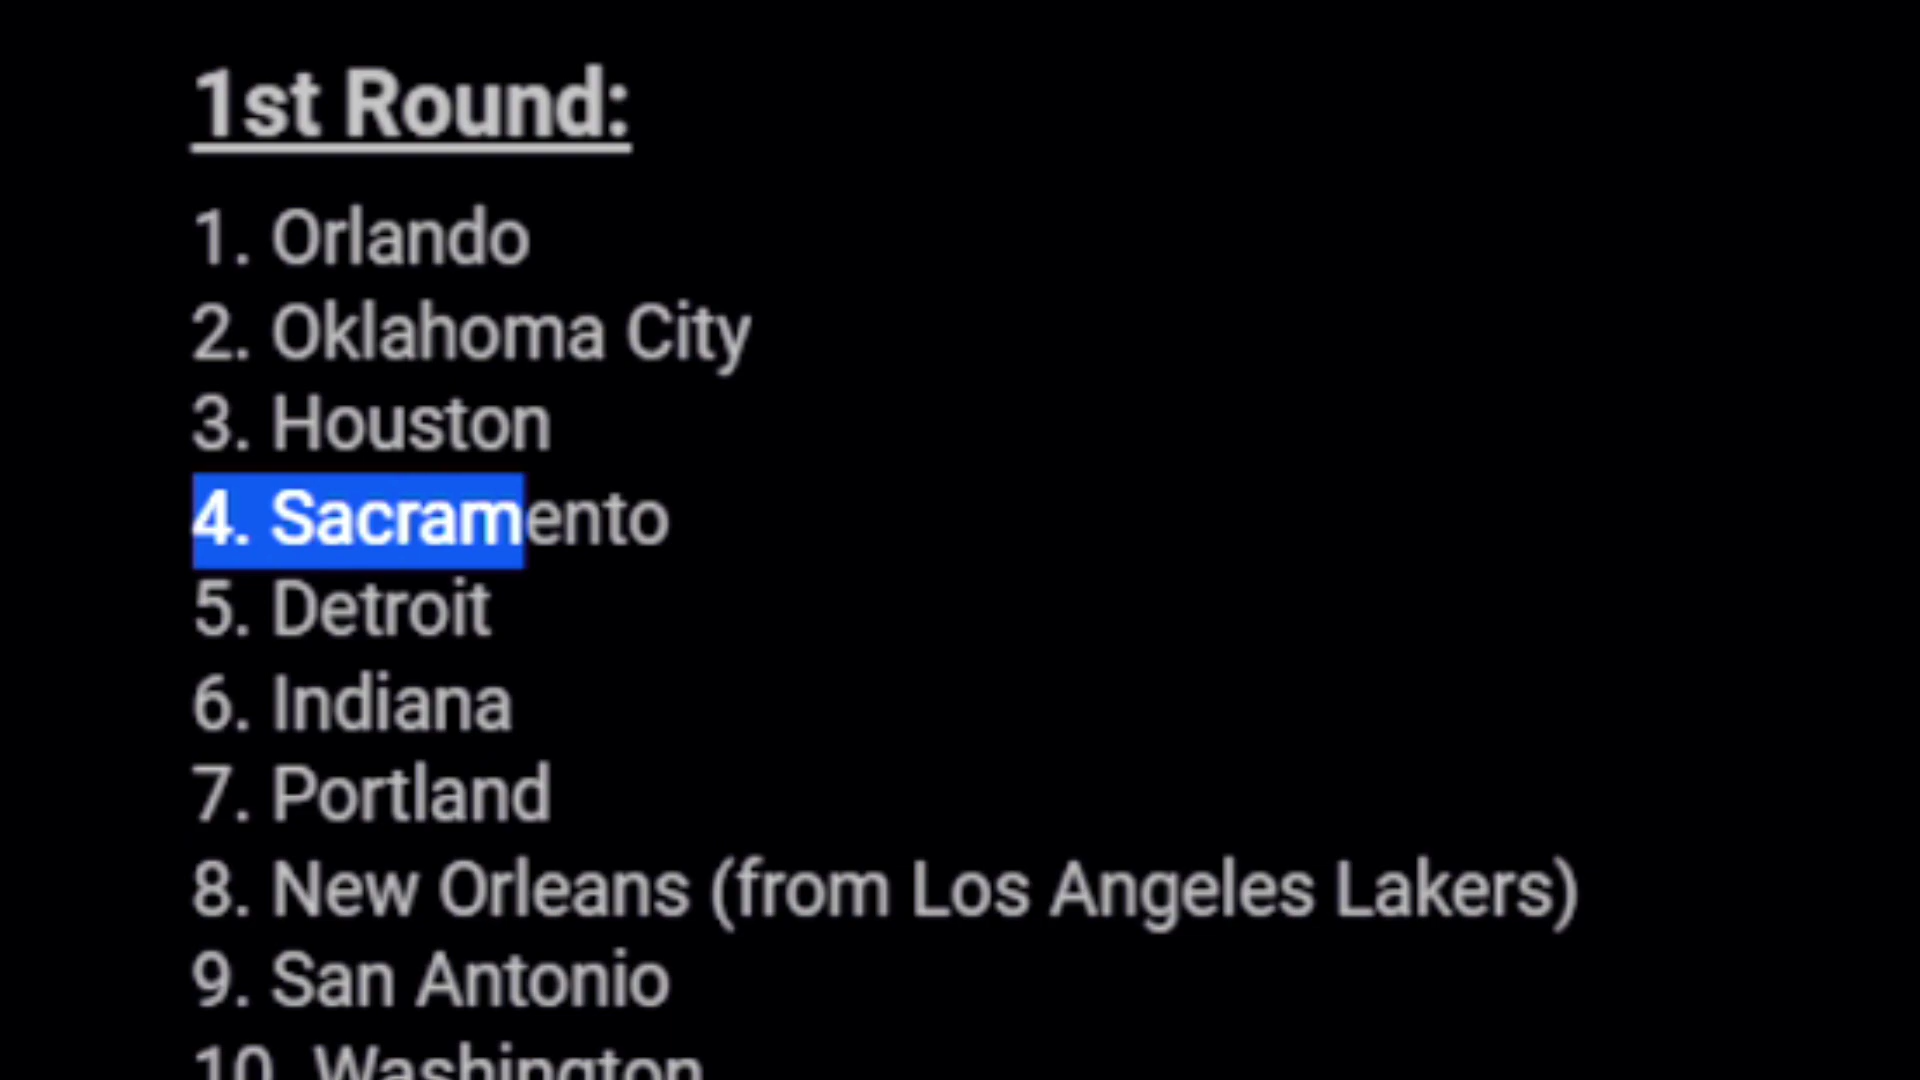 1st Round:
1. Orlando
2. Oklahoma City
3. Houston
4. Sacramento
5. Detroit
6. Indiana
7. Portland
8. New Orleans (from Los Angeles Lakers)
9. San Antonio
10. Washington